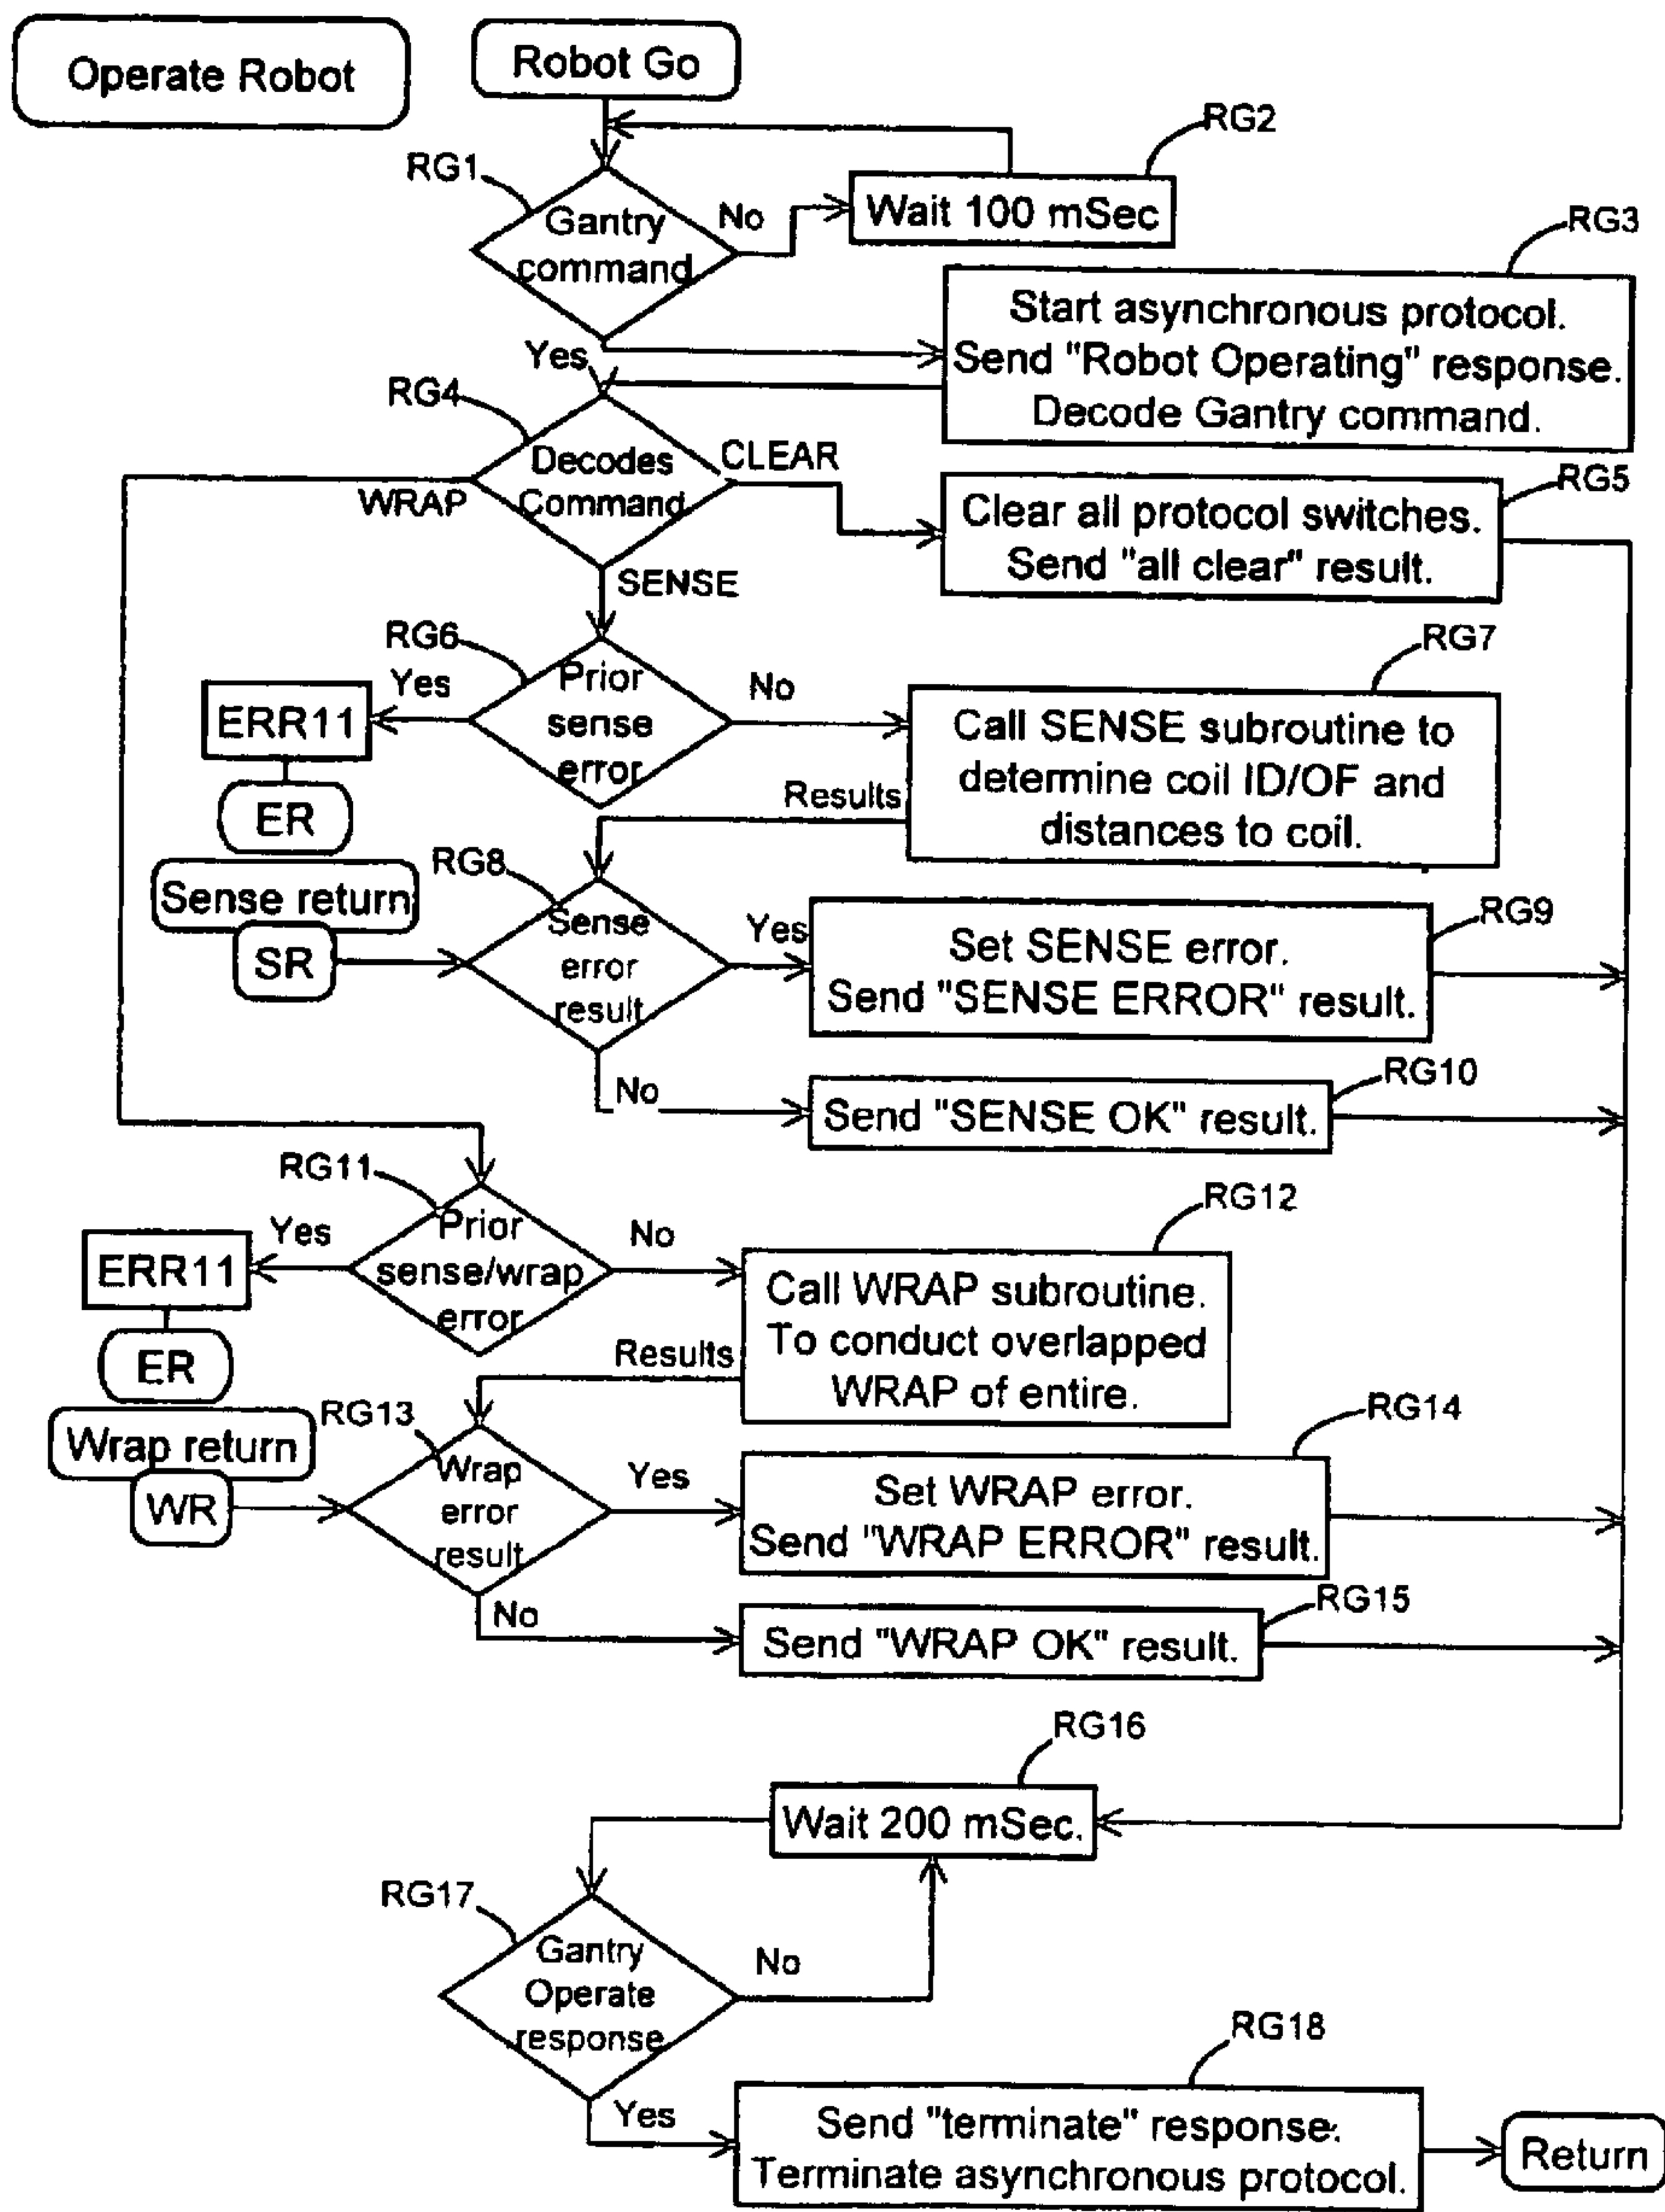 Operate Robot
Robot Go
RG2
RG1
No
Wait 100 mSec
Gantry
command
RG3
Start asynchronous protocol.
Send "Robot Operating" response.
Decode Gantry command.
Yes
RG4
Decodes
Command
CLEAR
WRAP
SENSE
RG5
Clear all protocol switches.
Send "all clear" result.
RG6
Prior
sense
error
Yes
No
ERR11
ER
RG7
Call SENSE subroutine to
determine coil ID/OF and
distances to coil.
Results
RG8
Sense return
SR
Sense
error
result
Yes
RG9
Set SENSE error.
Send "SENSE ERROR" result.
No
RG10
Send "SENSE OK" result.
RG11
Prior
sense/wrap
error
Yes
No
ERR11
ER
RG12
Call WRAP subroutine.
To conduct overlapped
WRAP of entire.
Results
RG13
Wrap return
WR
Wrap
error
result
Yes
RG14
Set WRAP error.
Send "WRAP ERROR" result.
No
RG15
Send "WRAP OK" result.
RG16
Wait 200 mSec.
RG17
Gantry
Operate
response
No
Yes
RG18
Send "terminate" response.
Terminate asynchronous protocol.
Return